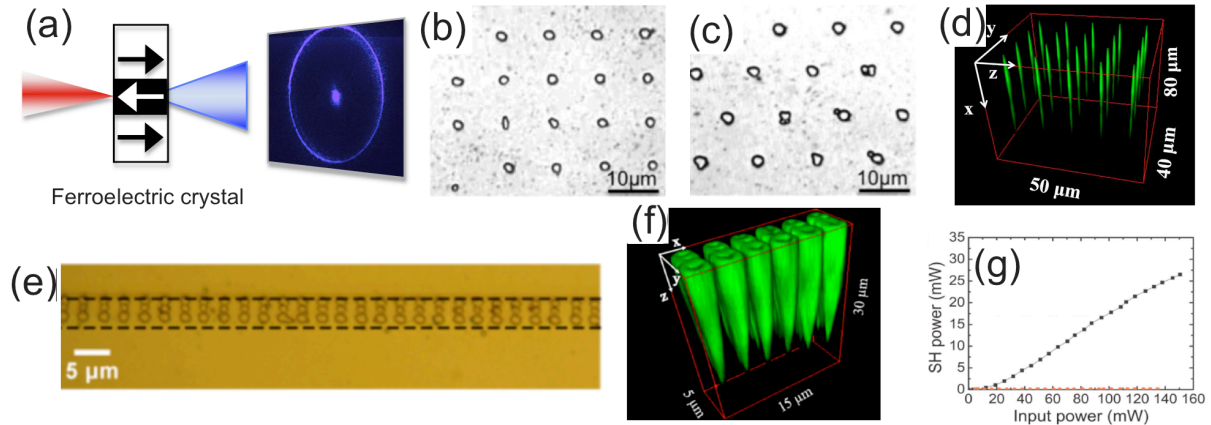 (a)
Ferroelectric crystal
(b)
10μm
(c)
10μm
(d)
y
z
x
80 μm
40 μm
50 μm
(e)
5 μm
(f)
x
y
z
30 μm
5 μm
15 μm
(g)
SH power (mW)
35
30
25
20
15
10
5
0
0 20 40 60 80 100 120 140 160
Input power (mW)